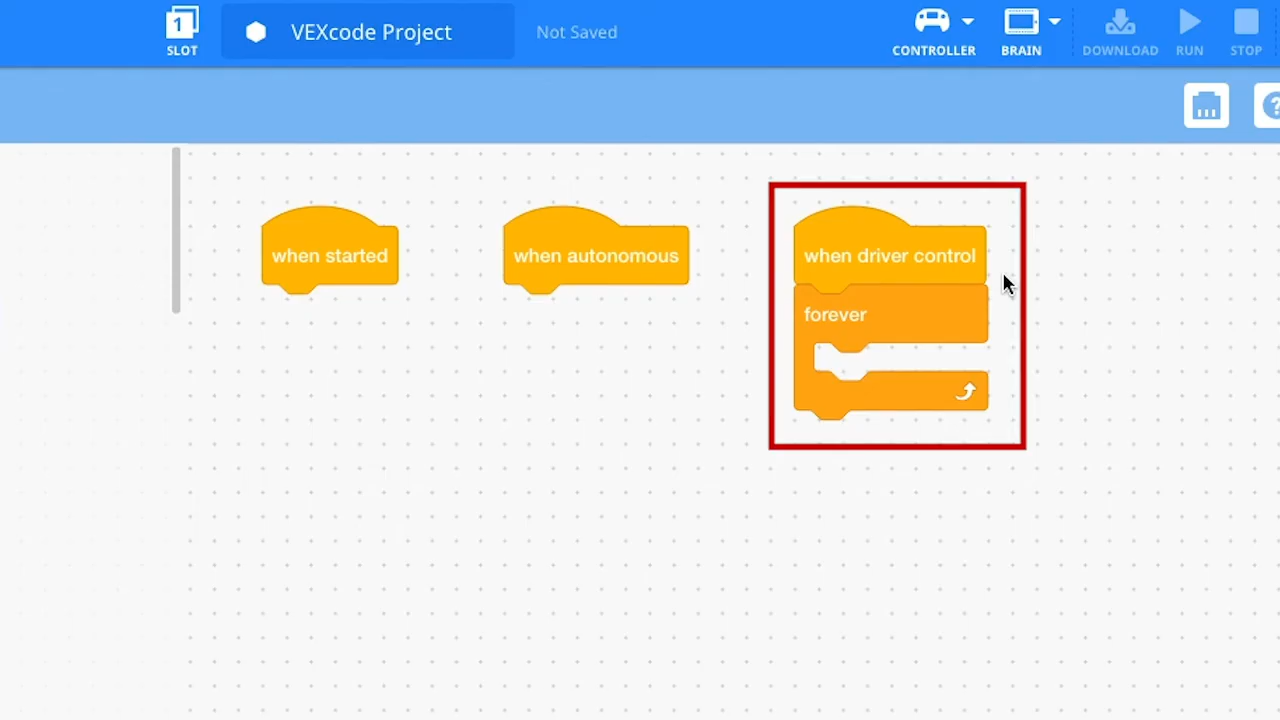 1
SLOT
VEXcode Project
Not Saved
CONTROLLER
BRAIN
DOWNLOAD
RUN
STOP
?
when started
when autonomous
when driver control
forever